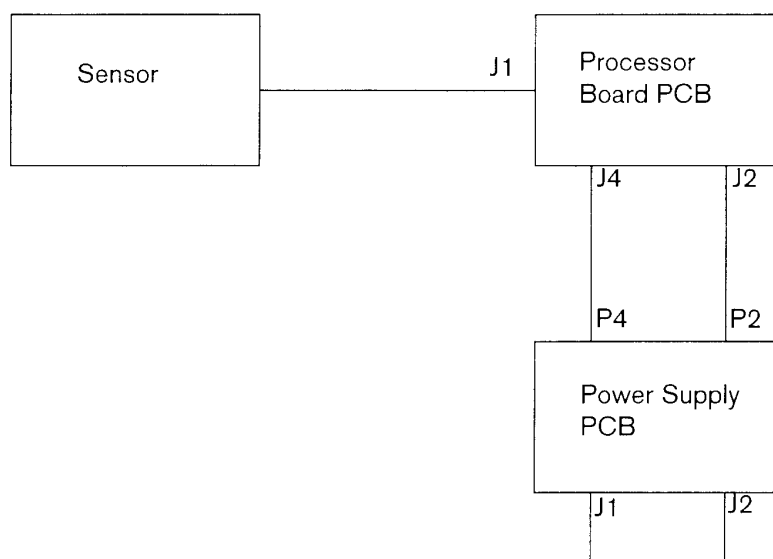 Sensor
J1
Processor
Board PCB
J4
J2
P4
P2
Power Supply
PCB
J1
J2